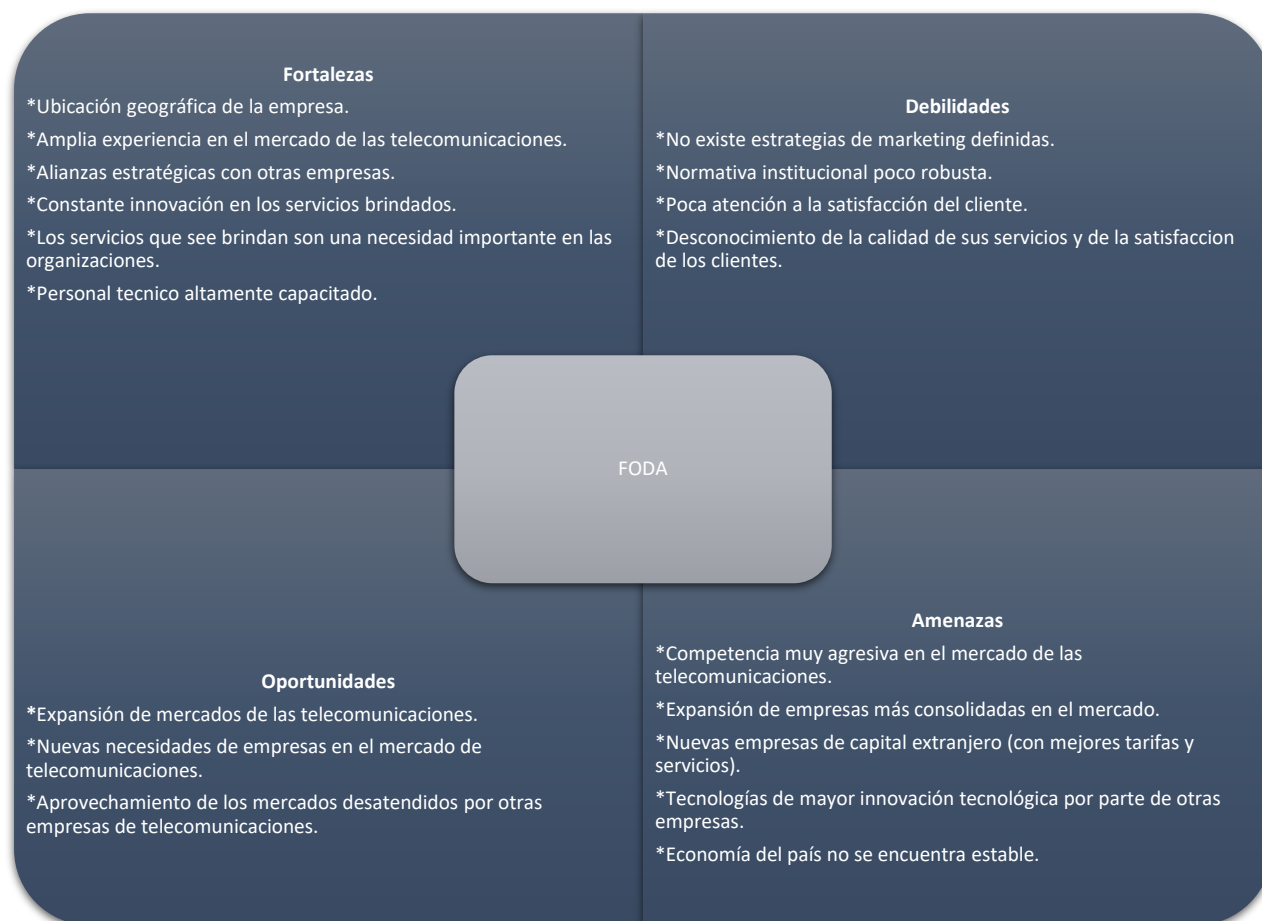 Fortalezas
*Ubicación geográfica de la empresa.
*Amplia experiencia en el mercado de las telecomunicaciones.
*Alianzas estratégicas con otras empresas.
*Constante innovación en los servicios brindados.
*Los servicios que see brindan son una necesidad importante en las
organizaciones.
*Personal tecnico altamente capacitado.
Debilidades
*No existe estrategias de marketing definidas.
*Normativa institucional poco robusta.
*Poca atención a la satisfacción del cliente.
*Desconocimiento de la calidad de sus servicios y de la satisfaccion
de los clientes.
FODA
Oportunidades
*Expansión de mercados de las telecomunicaciones.
*Nuevas necesidades de empresas en el mercado de
telecomunicaciones.
*Aprovechamiento de los mercados desatendidos por otras
empresas de telecomunicaciones.
Amenazas
*Competencia muy agresiva en el mercado de las
telecomunicaciones.
*Expansión de empresas más consolidadas en el mercado.
*Nuevas empresas de capital extranjero (con mejores tarifas y
servicios).
*Tecnologías de mayor innovación tecnológica por parte de otras
empresas.
*Economía del país no se encuentra estable.